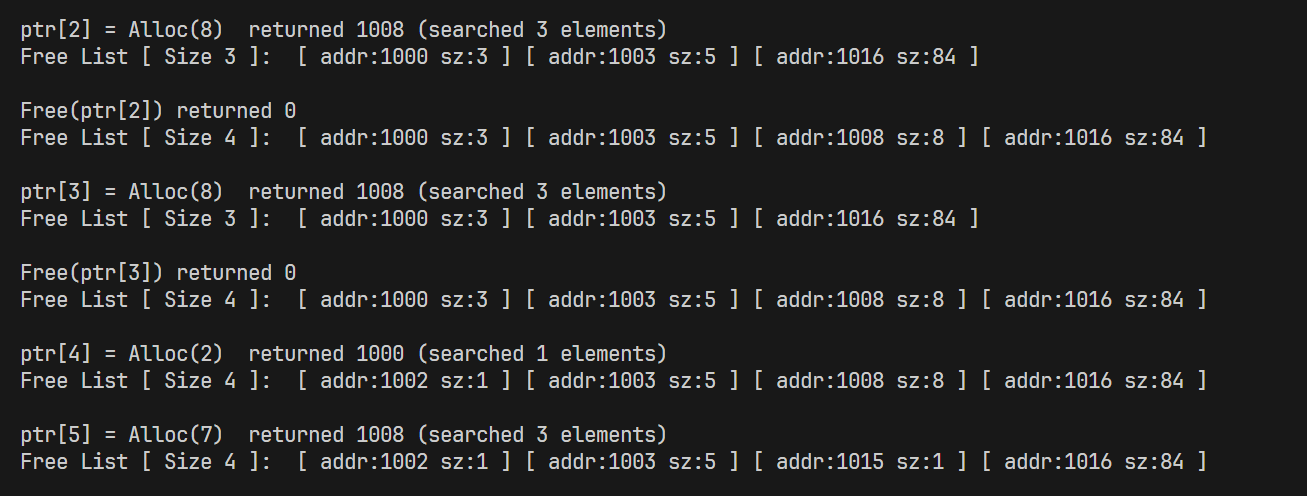 ptr[2] = Alloc(8)  returned 1008 (searched 3 elements)
Free List [ Size 3 ]:  [ addr:1000 sz:3 ] [ addr:1003 sz:5 ] [ addr:1016 sz:84 ]

Free(ptr[2]) returned 0
Free List [ Size 4 ]:  [ addr:1000 sz:3 ] [ addr:1003 sz:5 ] [ addr:1008 sz:8 ] [ addr:1016 sz:84 ]

ptr[3] = Alloc(8)  returned 1008 (searched 3 elements)
Free List [ Size 3 ]:  [ addr:1000 sz:3 ] [ addr:1003 sz:5 ] [ addr:1016 sz:84 ]

Free(ptr[3]) returned 0
Free List [ Size 4 ]:  [ addr:1000 sz:3 ] [ addr:1003 sz:5 ] [ addr:1008 sz:8 ] [ addr:1016 sz:84 ]

ptr[4] = Alloc(2)  returned 1000 (searched 1 elements)
Free List [ Size 4 ]:  [ addr:1002 sz:1 ] [ addr:1003 sz:5 ] [ addr:1008 sz:8 ] [ addr:1016 sz:84 ]

ptr[5] = Alloc(7)  returned 1008 (searched 3 elements)
Free List [ Size 4 ]:  [ addr:1002 sz:1 ] [ addr:1003 sz:5 ] [ addr:1015 sz:1 ] [ addr:1016 sz:84 ]